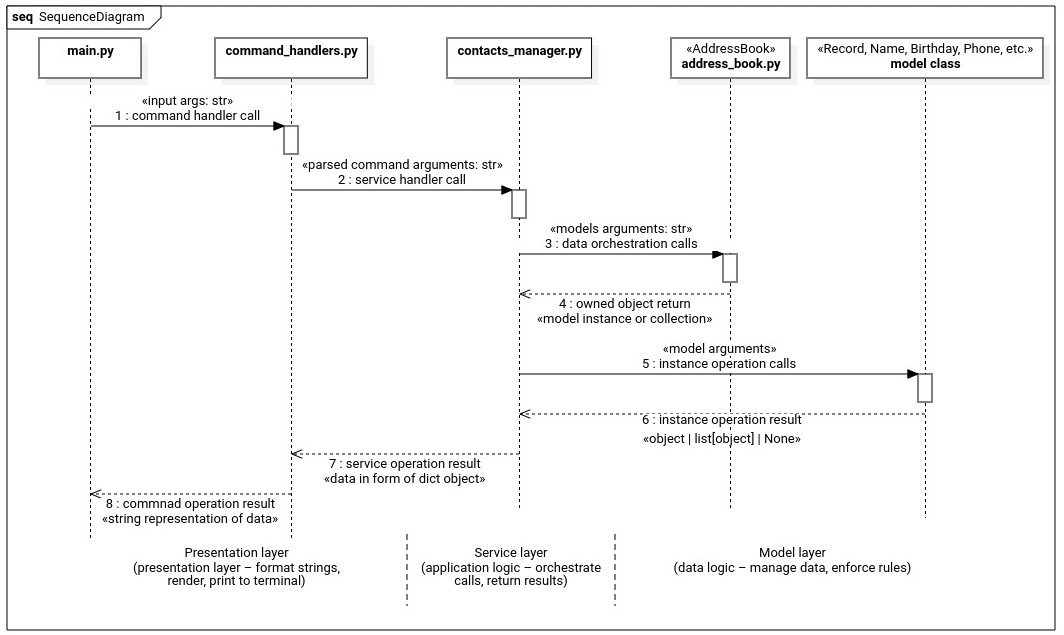 seq SequenceDiagram
main.py
command_handlers.py
contacts_manager.py
«AddressBook»
address_book.py
«Record, Name, Birthday, Phone, etc.»
model class
«input args: str»
1 : command handler call
«parsed command arguments: str»
2 : service handler call
«models arguments: str»
3 : data orchestration calls
4 : owned object return
«model instance or collection»
«model arguments»
5 : instance operation calls
6 : instance operation result
«object | list[object] | None»
7 : service operation result
«data in form of dict object»
8 : commnad operation result
«string representation of data»
Presentation layer
(presentation layer – format strings,
render, print to terminal)
Service layer
(application logic – orchestrate
calls, return results)
Model layer
(data logic – manage data, enforce rules)